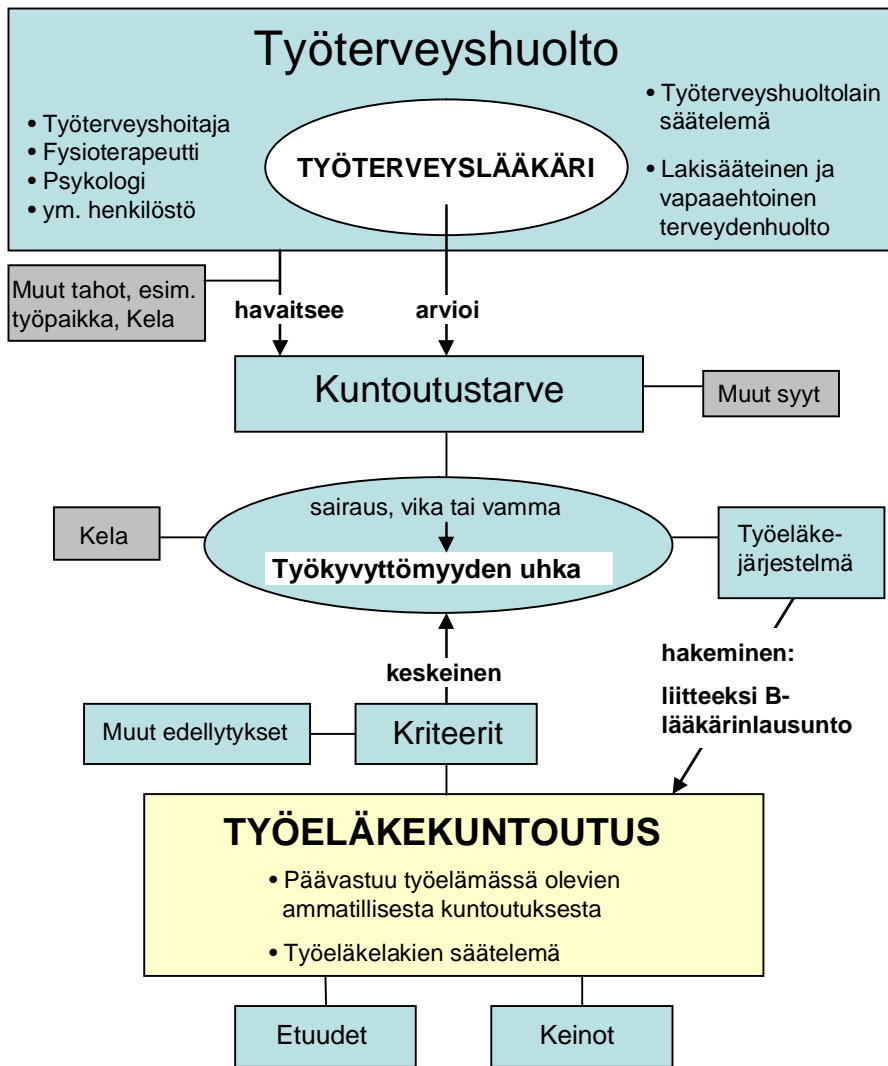 Työterveyshuolto
• Työterveyshoitaja
• Fysioterapeutti
• Psykologi
• ym. henkilöstö
TYÖTERVEYSLÄÄKÄRI
• Työterveyshuoltolain
säätelemä
• Lakisääteinen ja
vapaaehtoinen
terveydenhuolto
Muut tahot, esim.
työpaikka, Kela
havaitsee
arvioi
Kuntoutustarve
Muut syyt
Kela
sairaus, vika tai vamma
Työkyvyttömyyden uhka
Työeläke-
järjestelmä
keskeinen
hakeminen:
liitteeksi B-
lääkärinlausunto
Muut edellytykset
Kriteerit
TYÖELÄKEKUNTOUTUS
• Päävastuu työelämässä olevien
ammatillisesta kuntoutuksesta
• Työeläkelakien säätelemä
Etuudet
Keinot